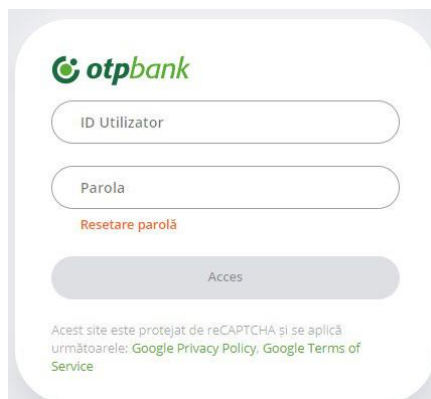 otpbank
ID Utilizator
Parola
Resetare parolă
Acces
Acest site este protejat de reCAPTCHA și se aplică
următoarele: Google Privacy Policy. Google Terms of
Service